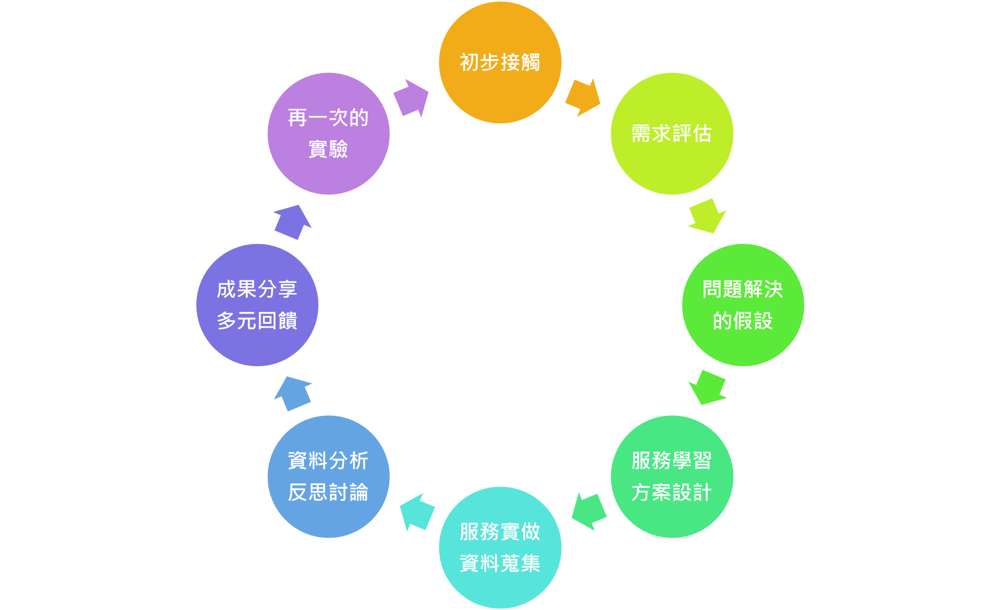 初步接觸
需求評估
問題解決
的假設
服務學習
方案設計
服務實做
資料蒐集
資料分析
反思討論
成果分享
多元回饋
再一次的
實驗